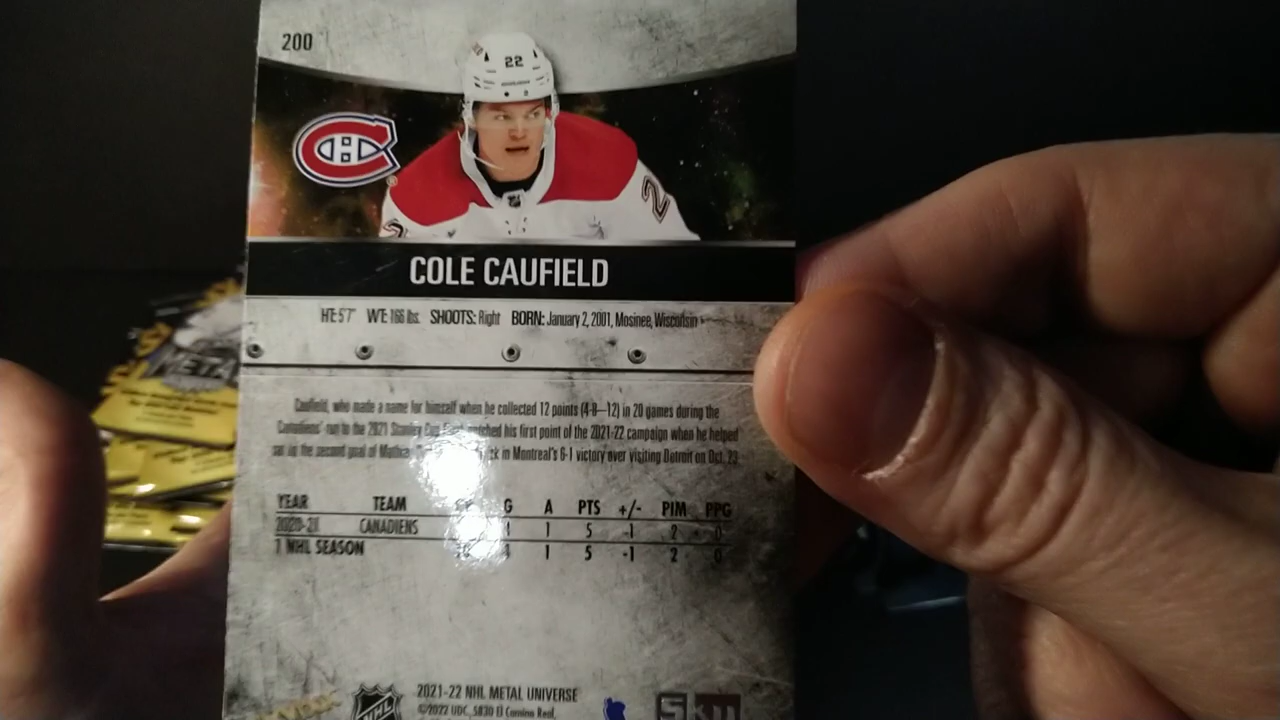 200
22
2
COLE CAUFIELD
HT: 5'7" WT: 166 lbs. SHOOTS: Right BORN: January 2, 2001, Mosinee, Wisconsin
Caufield, who made a name for himself when he collected 12 points (4-8—12) in 20 games during the
Canadiens' run to the 2021 Stanley Cup notched his first point of the 2021-22 campaign when he helped
set up the second goal of in Montreal's 6-1 victory over visiting Detroit on Oct. 23
YEAR TEAM G A PTS +/- PIM PPG
2020-21 CANADIENS 4 1 5 -1 2 0
1 NHL SEASON 4 1 5 -1 2 0
NHL
2021-22 NHL METAL UNIVERSE
©2022 UDC, 5830 El Camino Real,
METAL